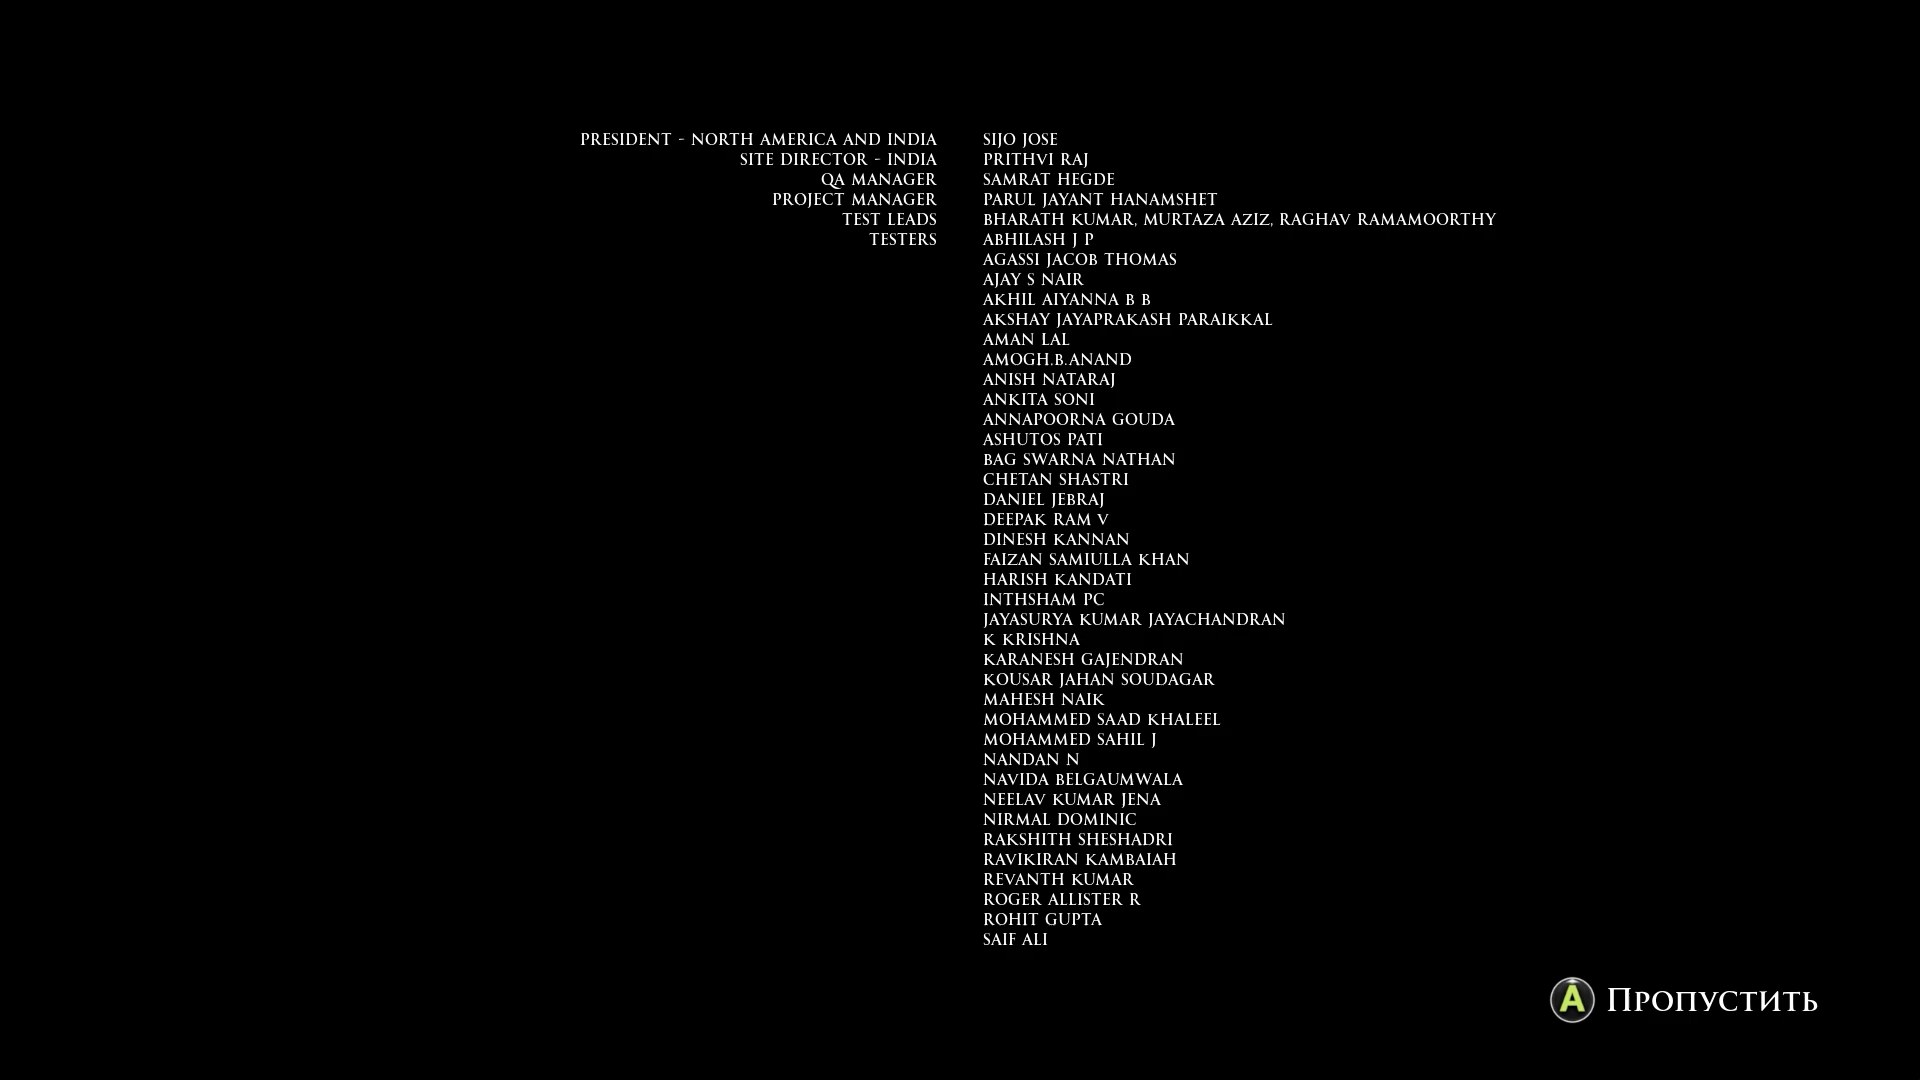 PRESIDENT - NORTH AMERICA AND INDIA SIJO JOSE
SITE DIRECTOR - INDIA PRITHVI RAJ
QA MANAGER SAMRAT HEGDE
PROJECT MANAGER PARUL JAYANT HANAMSHET
TEST LEADS BHARATH KUMAR, MURTAZA AZIZ, RAGHAV RAMAMOORTHY
TESTERS ABHILASH J P
AGASSI JACOB THOMAS
AJAY S NAIR
AKHIL AIYANNA B B
AKSHAY JAYAPRAKASH PARAIKKAL
AMAN LAL
AMOGH.B.ANAND
ANISH NATARAJ
ANKITA SONI
ANNAPOORNA GOUDA
ASHUTOS PATI
BAG SWARNA NATHAN
CHETAN SHASTRI
DANIEL JEBRAJ
DEEPAK RAM V
DINESH KANNAN
FAIZAN SAMIULLA KHAN
HARISH KANDATI
INTHSHAM PC
JAYASURYA KUMAR JAYACHANDRAN
K KRISHNA
KARANESH GAJENDRAN
KOUSAR JAHAN SOUDAGAR
MAHESH NAIK
MOHAMMED SAAD KHALEEL
MOHAMMED SAHIL J
NANDAN N
NAVIDA BELGAUMWALA
NEELAV KUMAR JENA
NIRMAL DOMINIC
RAKSHITH SHESHADRI
RAVIKIRAN KAMBAIAH
REVANTH KUMAR
ROGER ALLISTER R
ROHIT GUPTA
SAIF ALI
A Пропустить